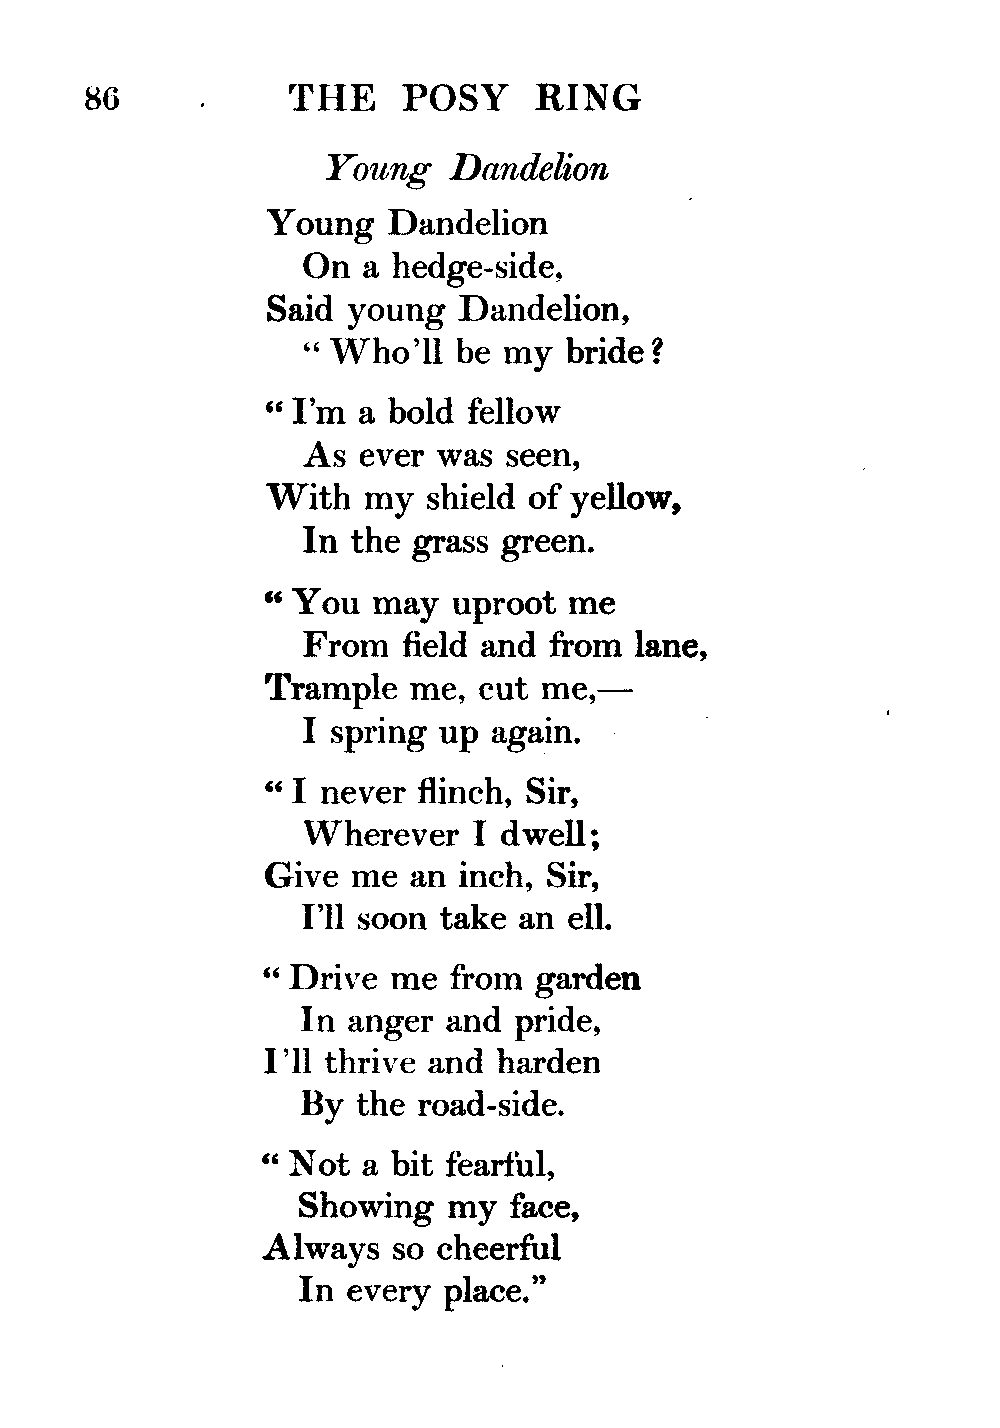 86 THE POSY RING
Young Dandelion
Young Dandelion
On a hedge-side,
Said young Dandelion,
“ Who'll be my bride?
“ I'm a bold fellow
As ever was seen,
With my shield of yellow,
In the grass green.
“ You may uproot me
From field and from lane,
Trample me, cut me,—
I spring up again.
“ I never flinch, Sir,
Wherever I dwell;
Give me an inch, Sir,
I'll soon take an ell.
“ Drive me from garden
In anger and pride,
I'll thrive and harden
By the road-side.
“ Not a bit fearful,
Showing my face,
Always so cheerful
In every place.”